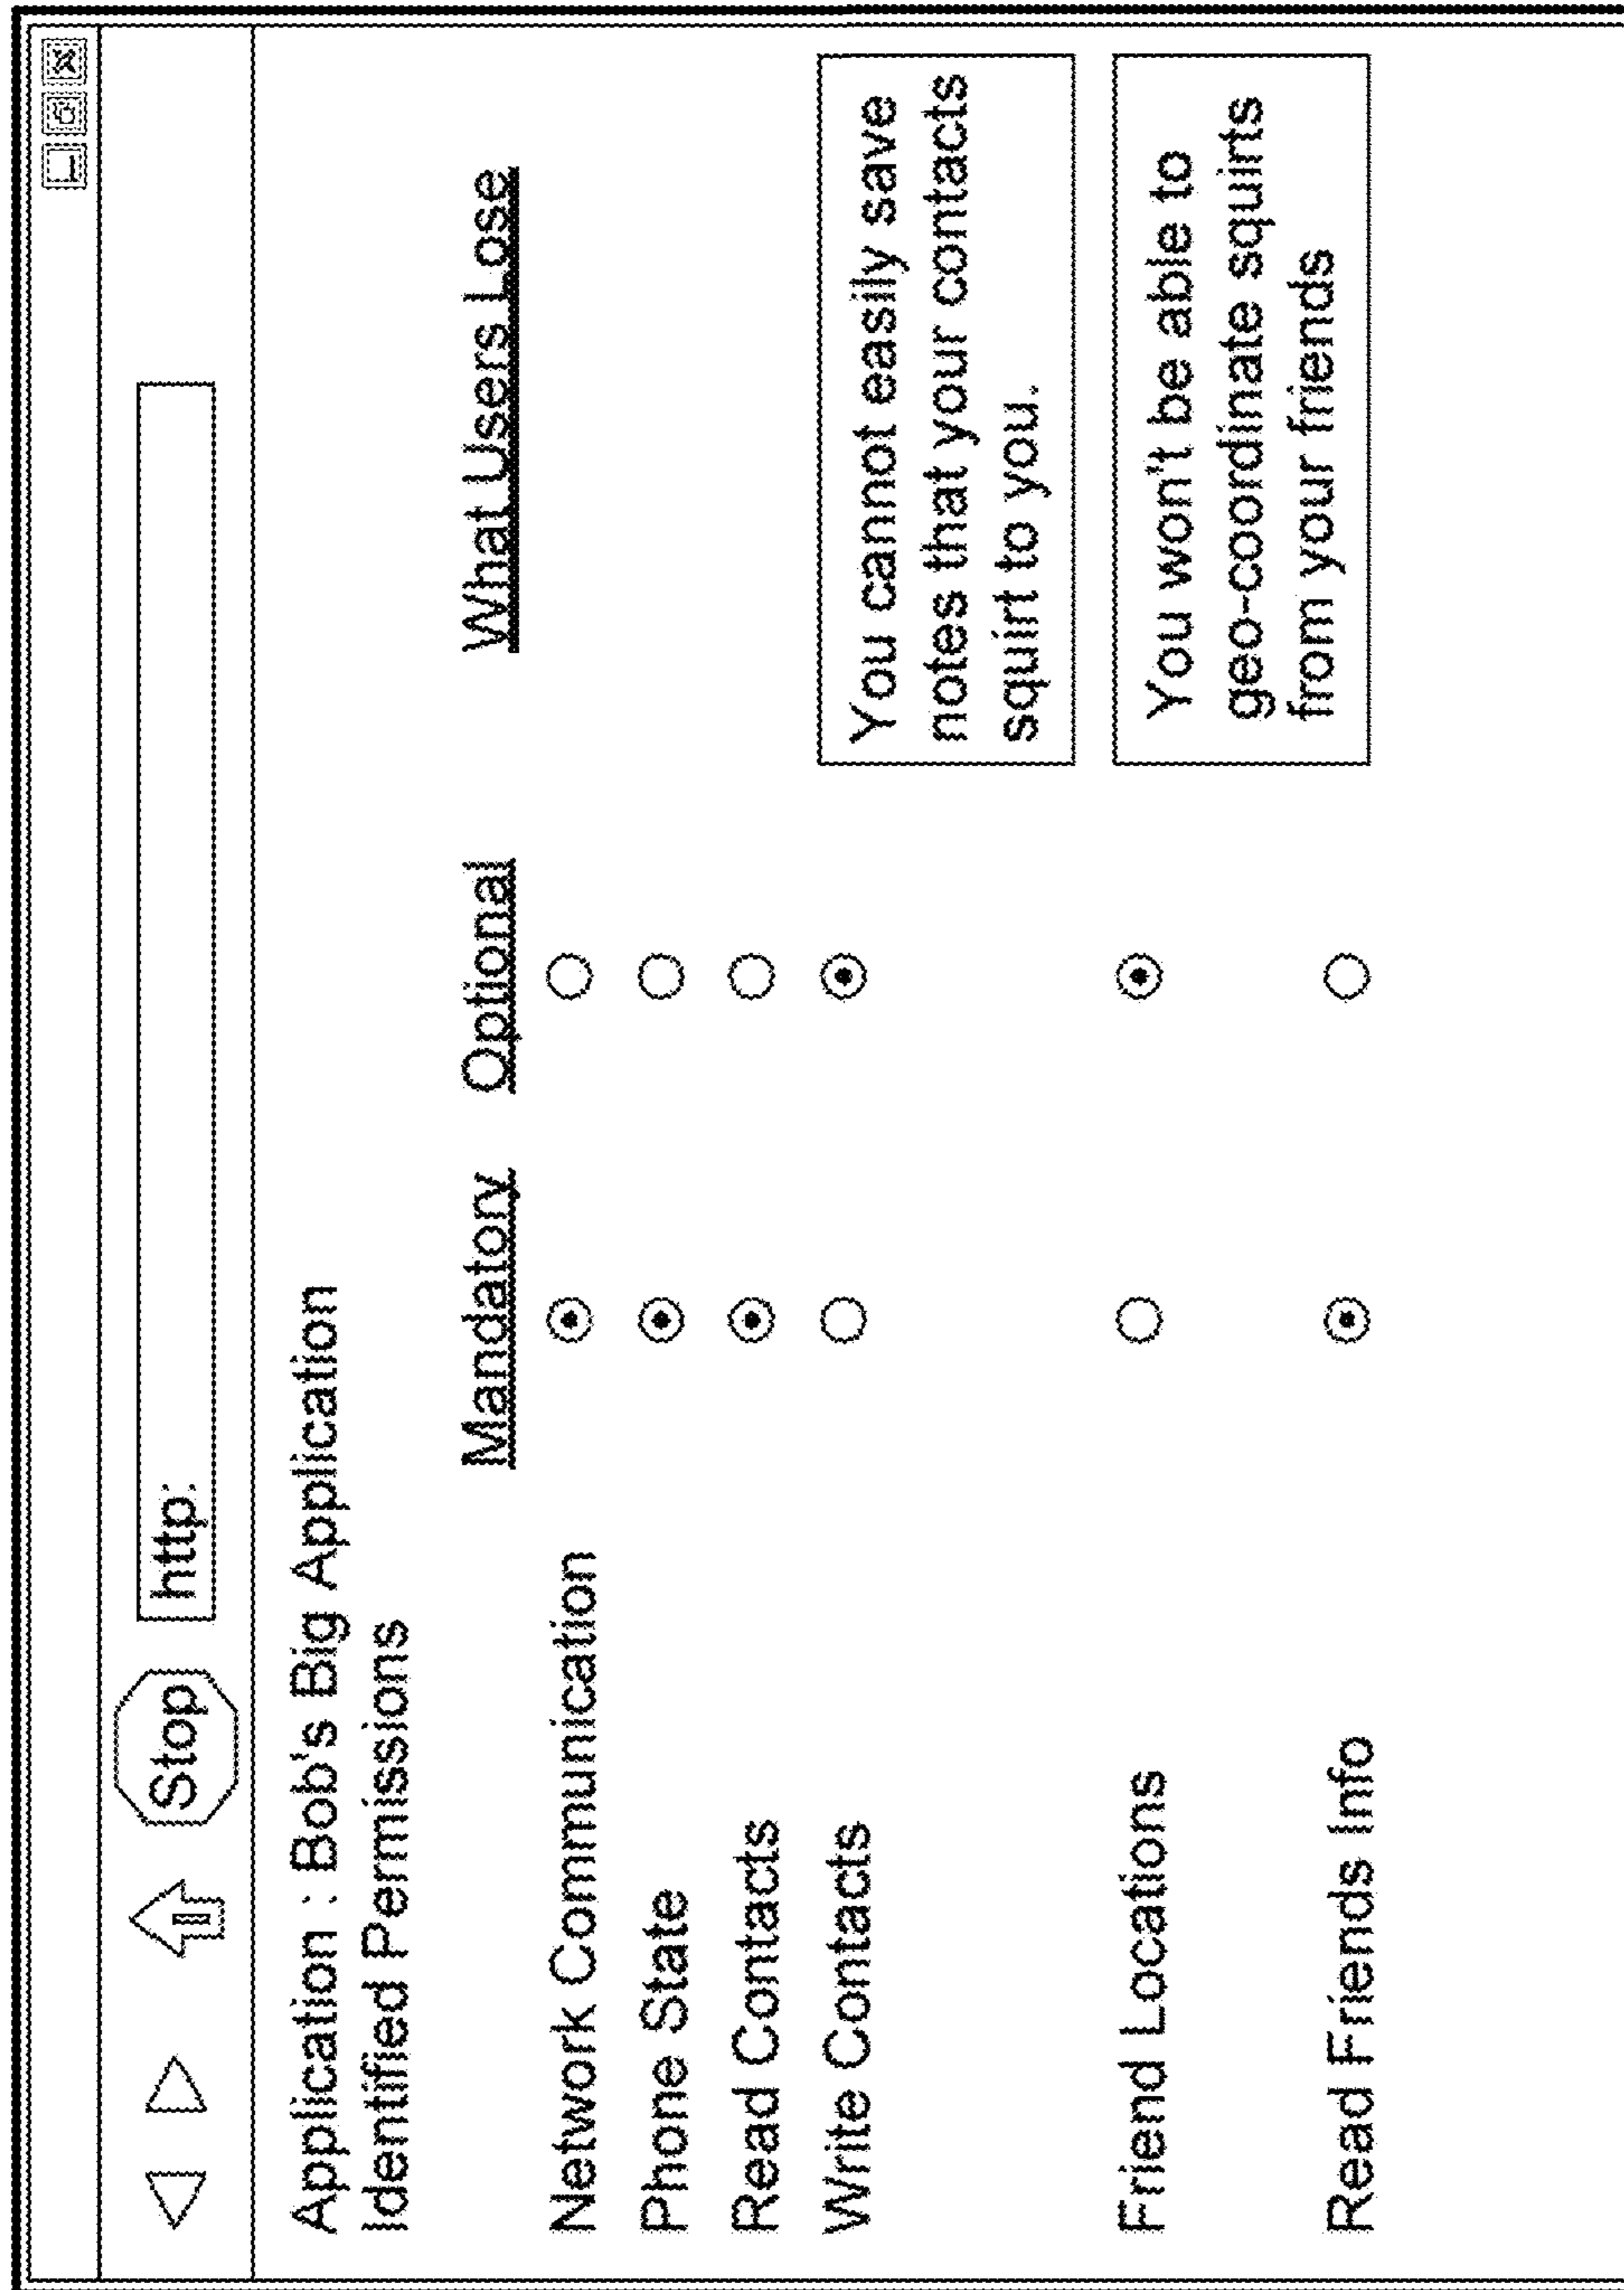 Stop http:
Application : Bob's Big Application
Identified Permissions
Mandatory Optional What Users Lose
Network Communication
Phone State
Read Contacts
Write Contacts
You cannot easily save
notes that your contacts
squirt to you.
Friend Locations
You won't be able to
geo-coordinate squirts
from your friends
Read Friends Info